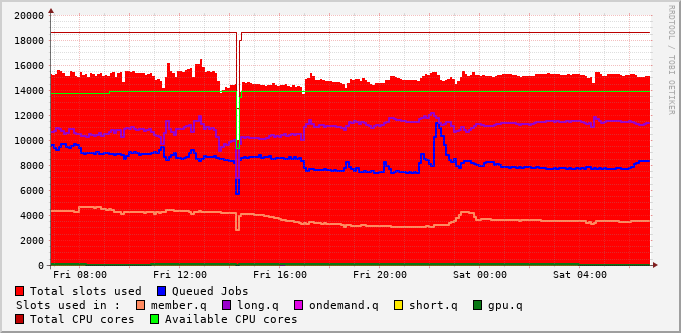 20000
18000
16000
14000
12000
10000
8000
6000
4000
2000
0
Fri 08:00 Fri 12:00 Fri 16:00 Fri 20:00 Sat 00:00 Sat 04:00
Total slots used Queued Jobs
Slots used in : member.q long.q ondemand.q short.q gpu.q
Total CPU cores Available CPU cores
RRDTOOL / TOBI OETIKER